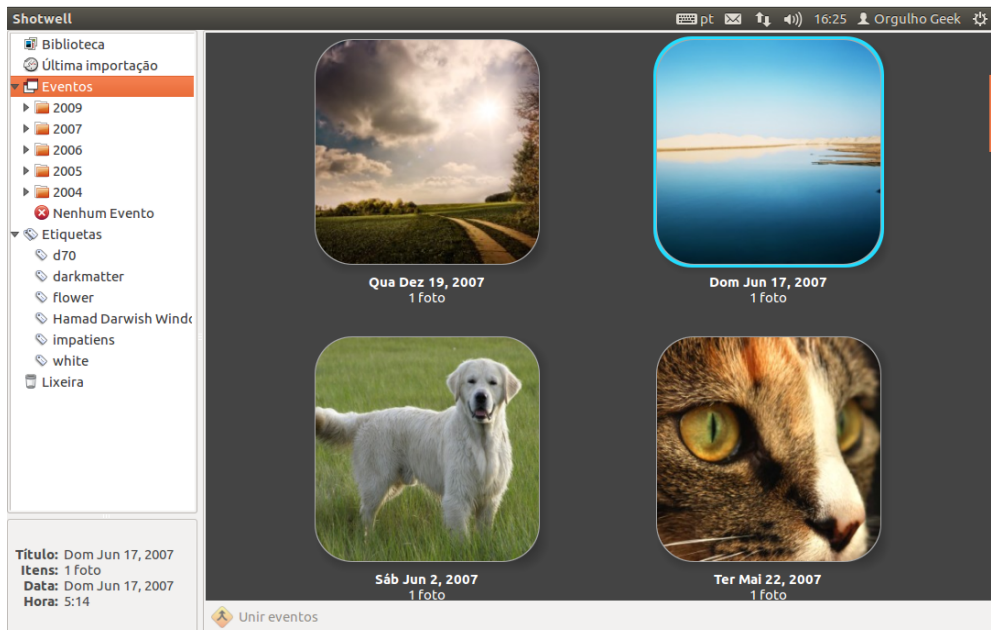 Shotwell
pt
16:25
Orgulho Geek
Biblioteca
Última importação
Eventos
2009
2007
2006
2005
2004
Nenhum Evento
Etiquetas
d70
darkmatter
flower
Hamad Darwish Windo
impatiens
white
Lixeira
Título: Dom Jun 17, 2007
Itens: 1 foto
Data: Dom Jun 17, 2007
Hora: 5:14
Qua Dez 19, 2007
1 foto
Dom Jun 17, 2007
1 foto
Sáb Jun 2, 2007
1 foto
Ter Mai 22, 2007
1 foto
Unir eventos